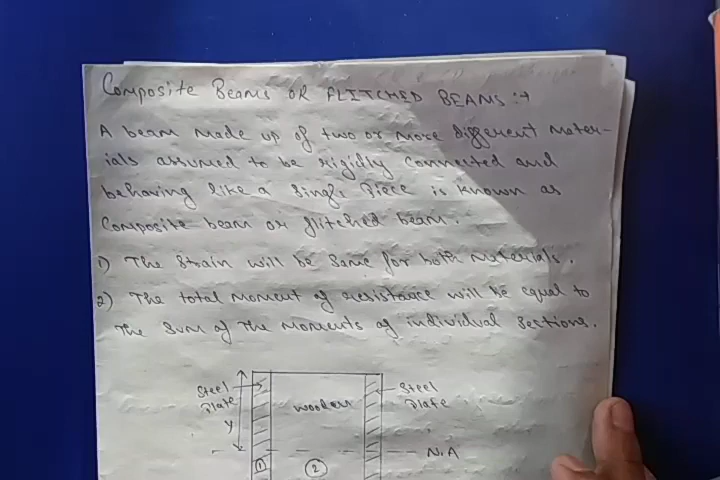 Composite Beams OR FLITCHED BEAMS :→
A beam made up of two or more different mater-
ials assumed to be rigidly connected and
behaving like a single piece is known as
Composite beam or flitched beam.
1) The strain will be same for both materials.
2) The total moment of resistance will be equal to
The sum of the moments of individual sections.
Steel Plate
wooden
Steel Plate
y
N.A
1
2